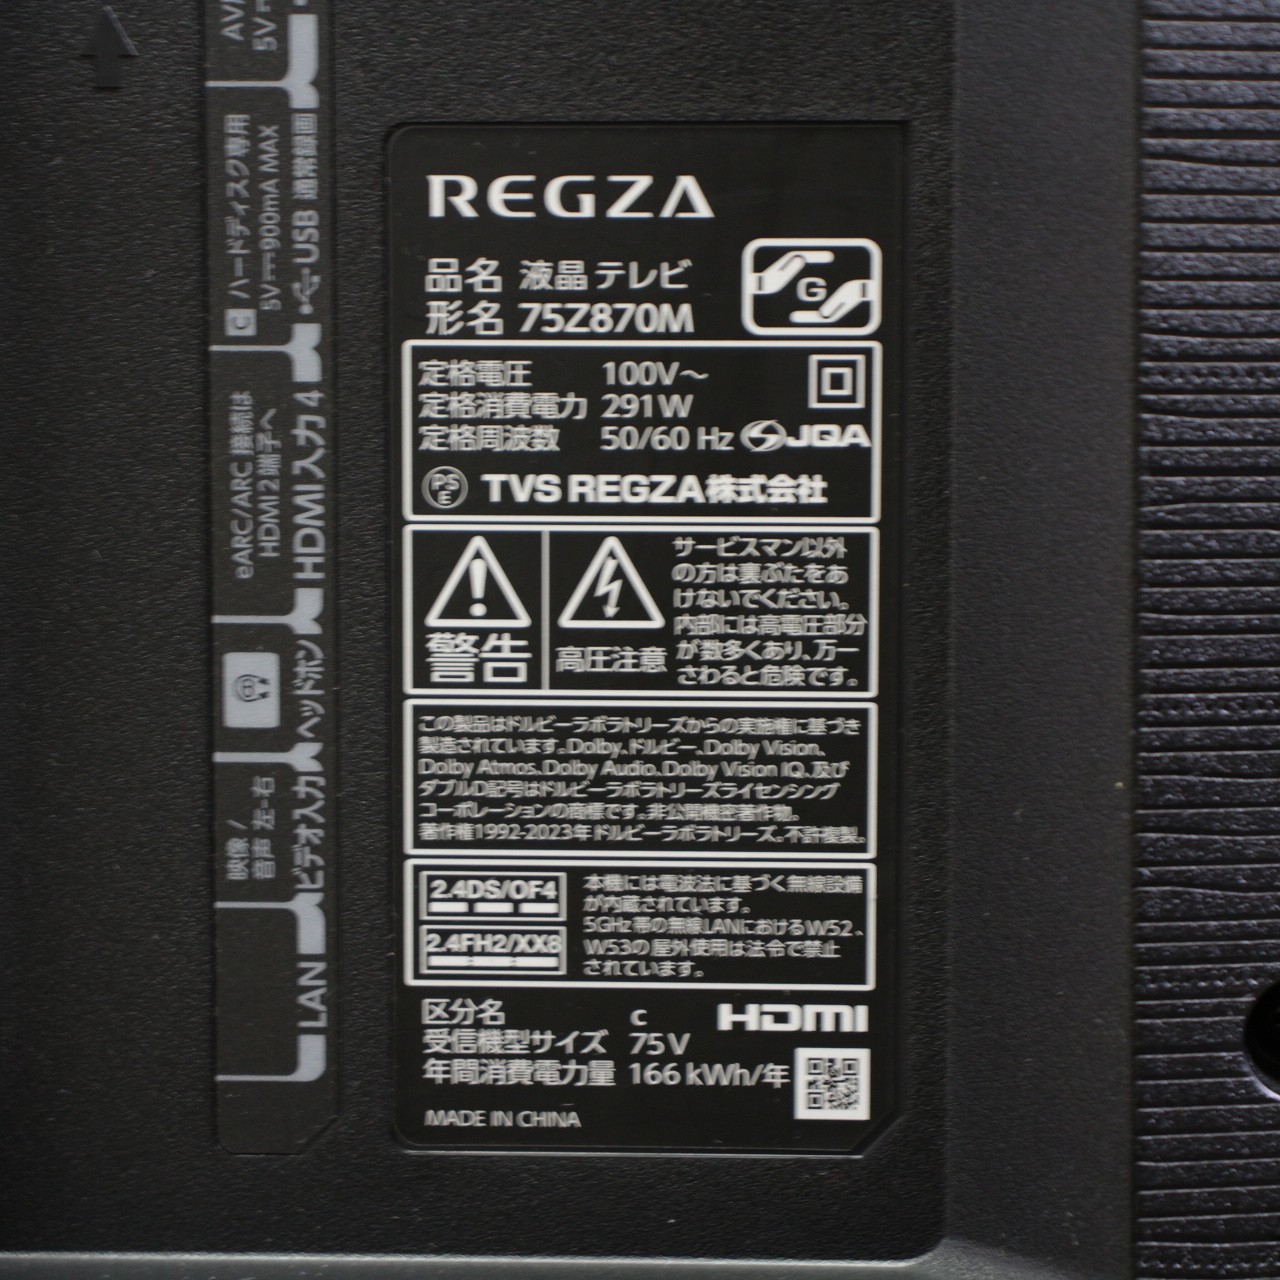 AV
5V⎓
C ハードディスク専用
5V⎓900mA MAX
USB 通常録画
eARC/ARC 接続は
HDMI 2 端子へ
HDMI入力 4
ヘッドホン
映像/
音声 左-右
ビデオ入力
LAN
REGZA
品名 液晶テレビ
形名 75Z870M
G
定格電圧 100V～
定格消費電力 291W
定格周波数 50/60 Hz
JQA
PSE
TVS REGZA株式会社
警告
高圧注意
サービスマン以外
の方は裏ぶたをあ
けないでください。
内部には高電圧部分
が数多くあり、万一
さわると危険です。
この製品はドルビーラボラトリーズからの実施権に基づき
製造されています。Dolby、ドルビー、Dolby Vision、
Dolby Atmos、Dolby Audio、Dolby Vision IQ、及び
ダブルD記号はドルビーラボラトリーズライセンシング
コーポレーションの商標です。非公開機密著作物。
著作権1992-2023年ドルビーラボラトリーズ。不許複製。
2.4DS/OF4
2.4FH2/XX8
本機には電波法に基づく無線設備
が内蔵されています。
5GHz 帯の無線LANにおけるW52、
W53の屋外使用は法令で禁止
されています。
区分名 c
HDMI
受信機型サイズ 75V
年間消費電力量 166 kWh/年
MADE IN CHINA